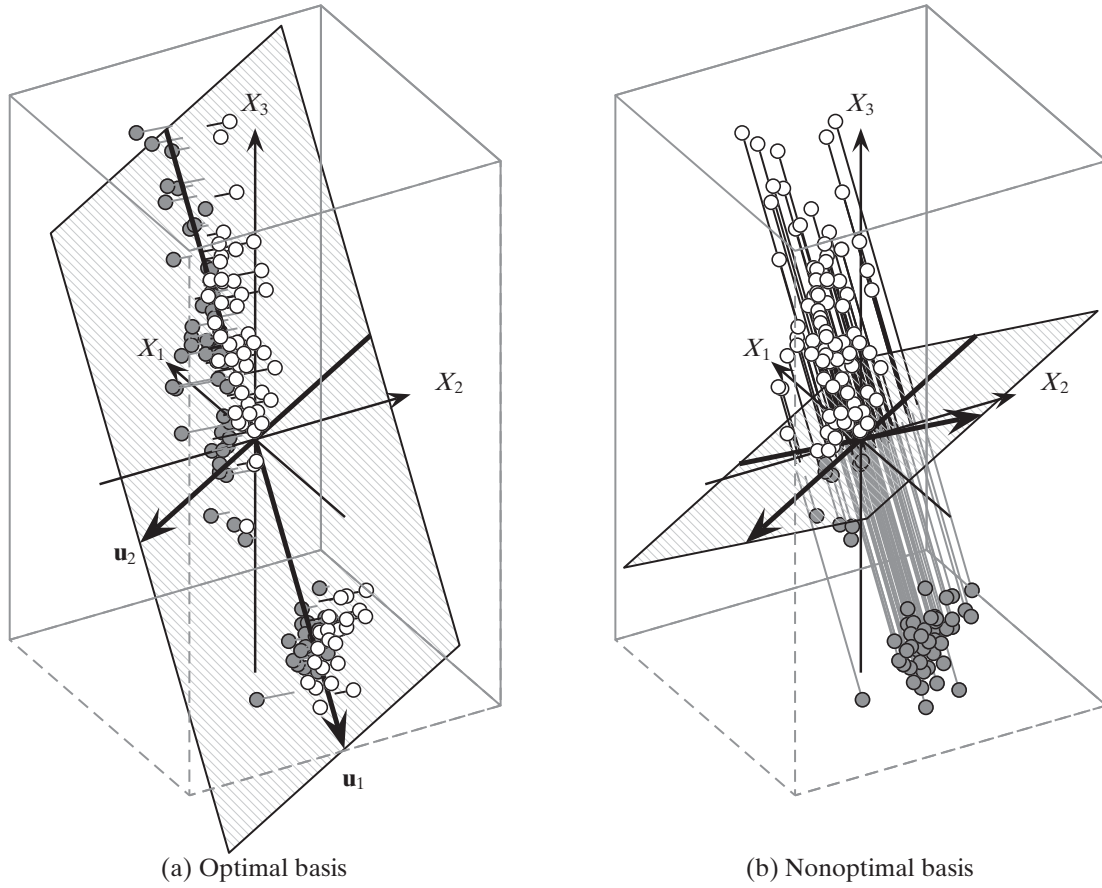 X3
X3
X1
X2
X1
X2
u2
u1
(a) Optimal basis
(b) Nonoptimal basis